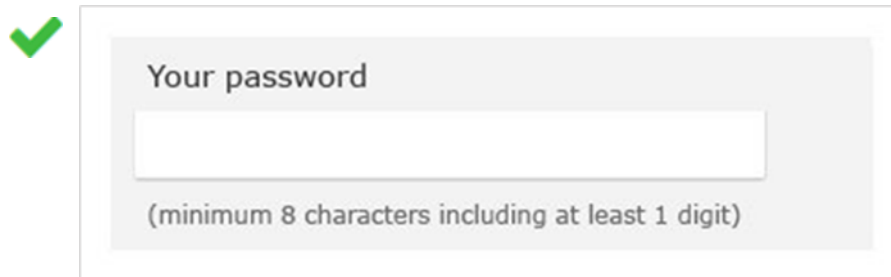 Your password
(minimum 8 characters including at least 1 digit)